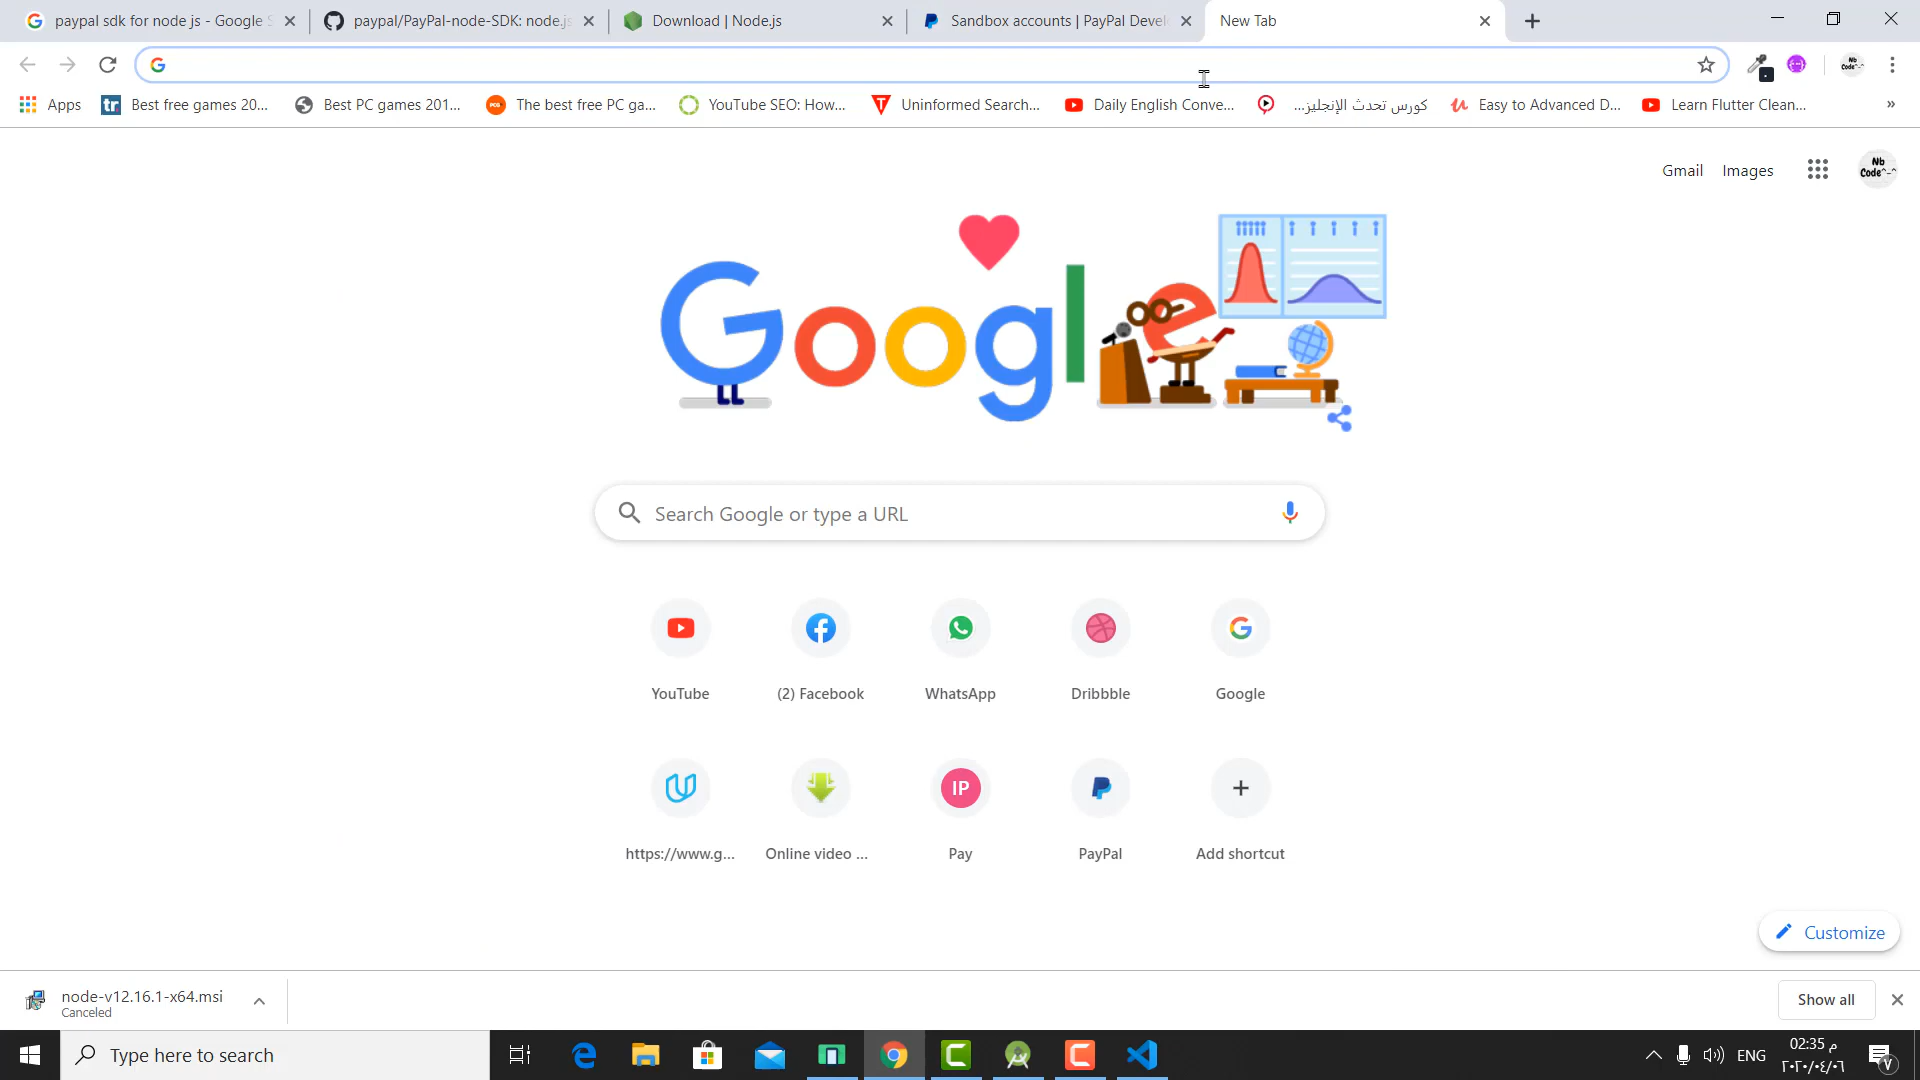 paypal sdk for node js - Google S
paypal/PayPal-node-SDK: node.js
Download | Node.js
Sandbox accounts | PayPal Devel
New Tab
Apps
Best free games 20...
Best PC games 201...
The best free PC ga...
YouTube SEO: How...
Uninformed Search...
Daily English Conve...
كورس تحدث الإنجليز...
Easy to Advanced D...
Learn Flutter Clean...
»
Gmail
Images
Nb
Code^-^
Google
Search Google or type a URL
YouTube
(2) Facebook
WhatsApp
Dribbble
Google
IP
https://www.g...
Online video ...
Pay
PayPal
Add shortcut
Customize
node-v12.16.1-x64.msi
Canceled
Show all
Type here to search
ENG
02:35 م
٢٠٢٠/٠٤/٠٦